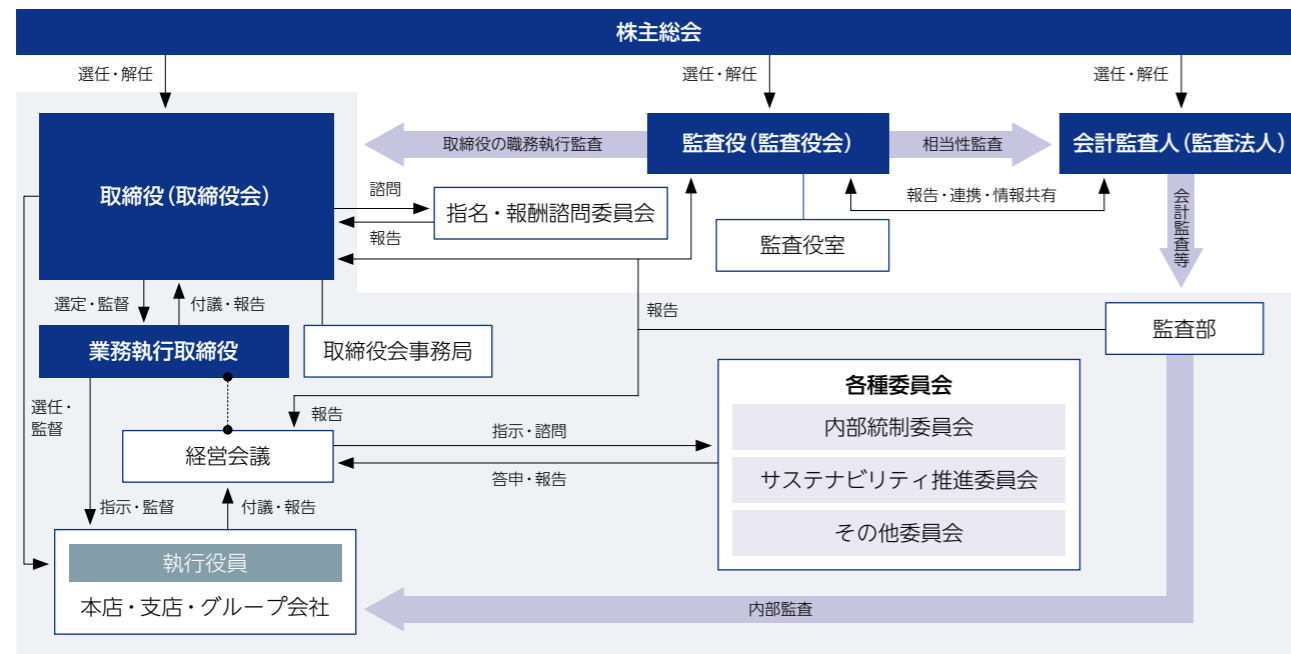 株主総会
選任・解任
選任・解任
選任・解任
取締役(取締役会)
取締役の職務執行監査
監査役(監査役会)
相当性監査
会計監査人(監査法人)
諮問
指名・報酬諮問委員会
報告
報告・連携・情報共有
監査役室
会計監査等
選定・監督
付議・報告
報告
監査部
業務執行取締役
取締役会事務局
各種委員会
内部統制委員会
サステナビリティ推進委員会
その他委員会
選任・
監督
報告
指示・諮問
経営会議
答申・報告
指示・監督
付議・報告
執行役員
本店・支店・グループ会社
内部監査